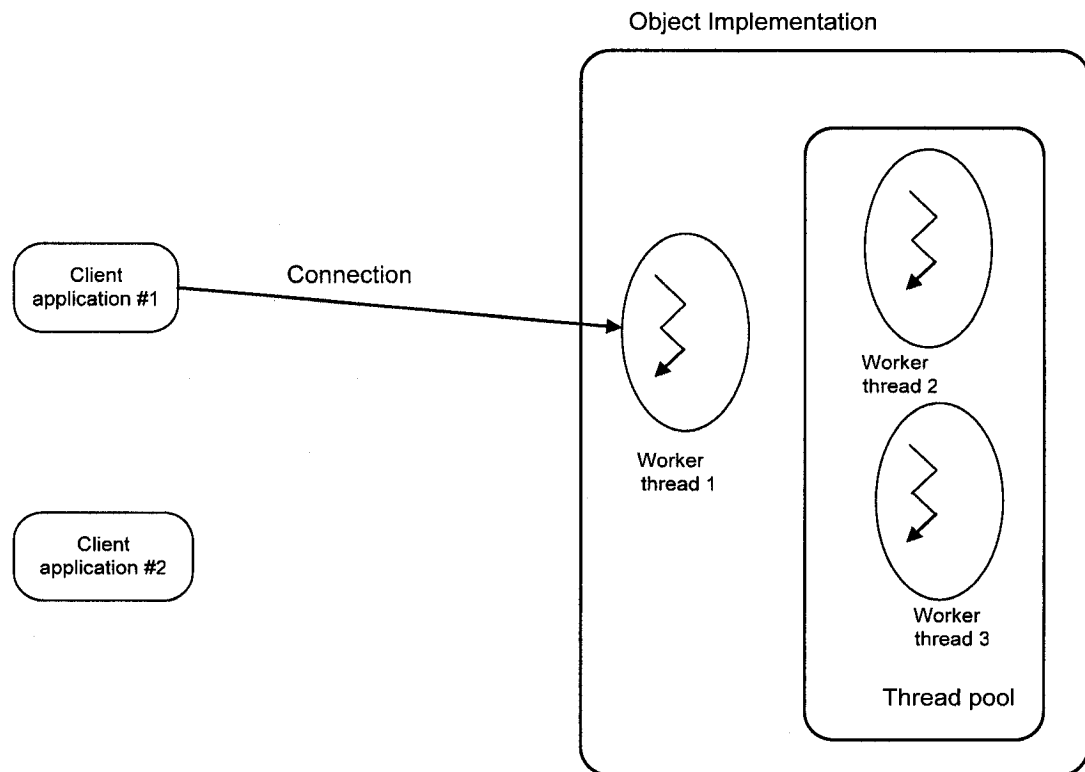 Object Implementation
Client
application #1
Connection
Worker
thread 1
Worker
thread 2
Client
application #2
Worker
thread 3
Thread pool